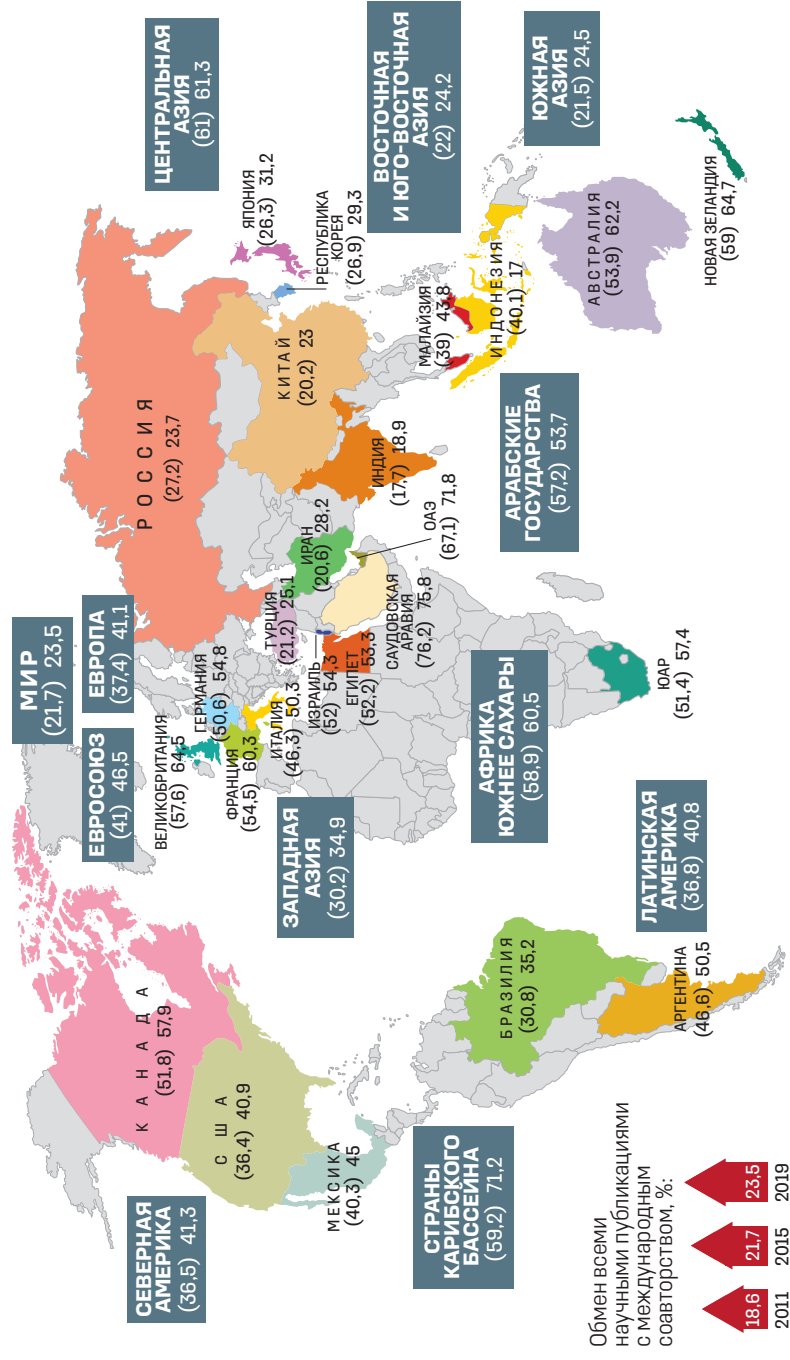 МИР
(21,7) 23,5
ЕВРОСОЮЗ
(41) 46,5
ЕВРОПА
(37,4) 41,1
СЕВЕРНАЯ
АМЕРИКА
(36,5) 41,3
ЦЕНТРАЛЬНАЯ
АЗИЯ
(61) 61,3
КАНАДА
(51,8) 57,9
США
(36,4) 40,9
МЕКСИКА
(40,3) 45
ВЕЛИКОБРИТАНИЯ
(57,6) 64,5
ГЕРМАНИЯ
(50,6) 54,8
ФРАНЦИЯ
(54,5) 60,3
ИТАЛИЯ
(46,3) 50,3
РОССИЯ
(27,2) 23,7
ЯПОНИЯ
(26,3) 31,2
РЕСПУБЛИКА
КОРЕЯ
(26,9) 29,3
КИТАЙ
(20,2) 23
ТУРЦИЯ
(21,2) 25,1
ИРАН
(20,6) 28,2
ИЗРАИЛЬ
(52) 54,3
ЕГИПЕТ
(52,2) 53,3
САУДОВСКАЯ
АРАВИЯ
(76,2) 75,8
ОАЭ
(67,1) 71,8
ИНДИЯ
(17,7) 18,9
ЗАПАДНАЯ
АЗИЯ
(30,2) 34,9
ВОСТОЧНАЯ
И ЮГО-ВОСТОЧНАЯ
АЗИЯ
(22) 24,2
СТРАНЫ
КАРИБСКОГО
БАССЕЙНА
(59,2) 71,2
АФРИКА
ЮЖНЕЕ САХАРЫ
(58,9) 60,5
АРАБСКИЕ
ГОСУДАРСТВА
(57,2) 53,7
ЮЖНАЯ
АЗИЯ
(21,5) 24,5
МАЛАЙЗИЯ
(39) 43,8
ИНДОНЕЗИЯ
(40,1) 17
БРАЗИЛИЯ
(30,8) 35,2
АРГЕНТИНА
(46,6) 50,5
ЛАТИНСКАЯ
АМЕРИКА
(36,8) 40,8
ЮАР
(51,4) 57,4
АВСТРАЛИЯ
(53,9) 62,2
НОВАЯ ЗЕЛАНДИЯ
(59) 64,7
Обмен всеми
научными публикациями
с международным
соавторством, %:
18,6
21,7
23,5
2011
2015
2019